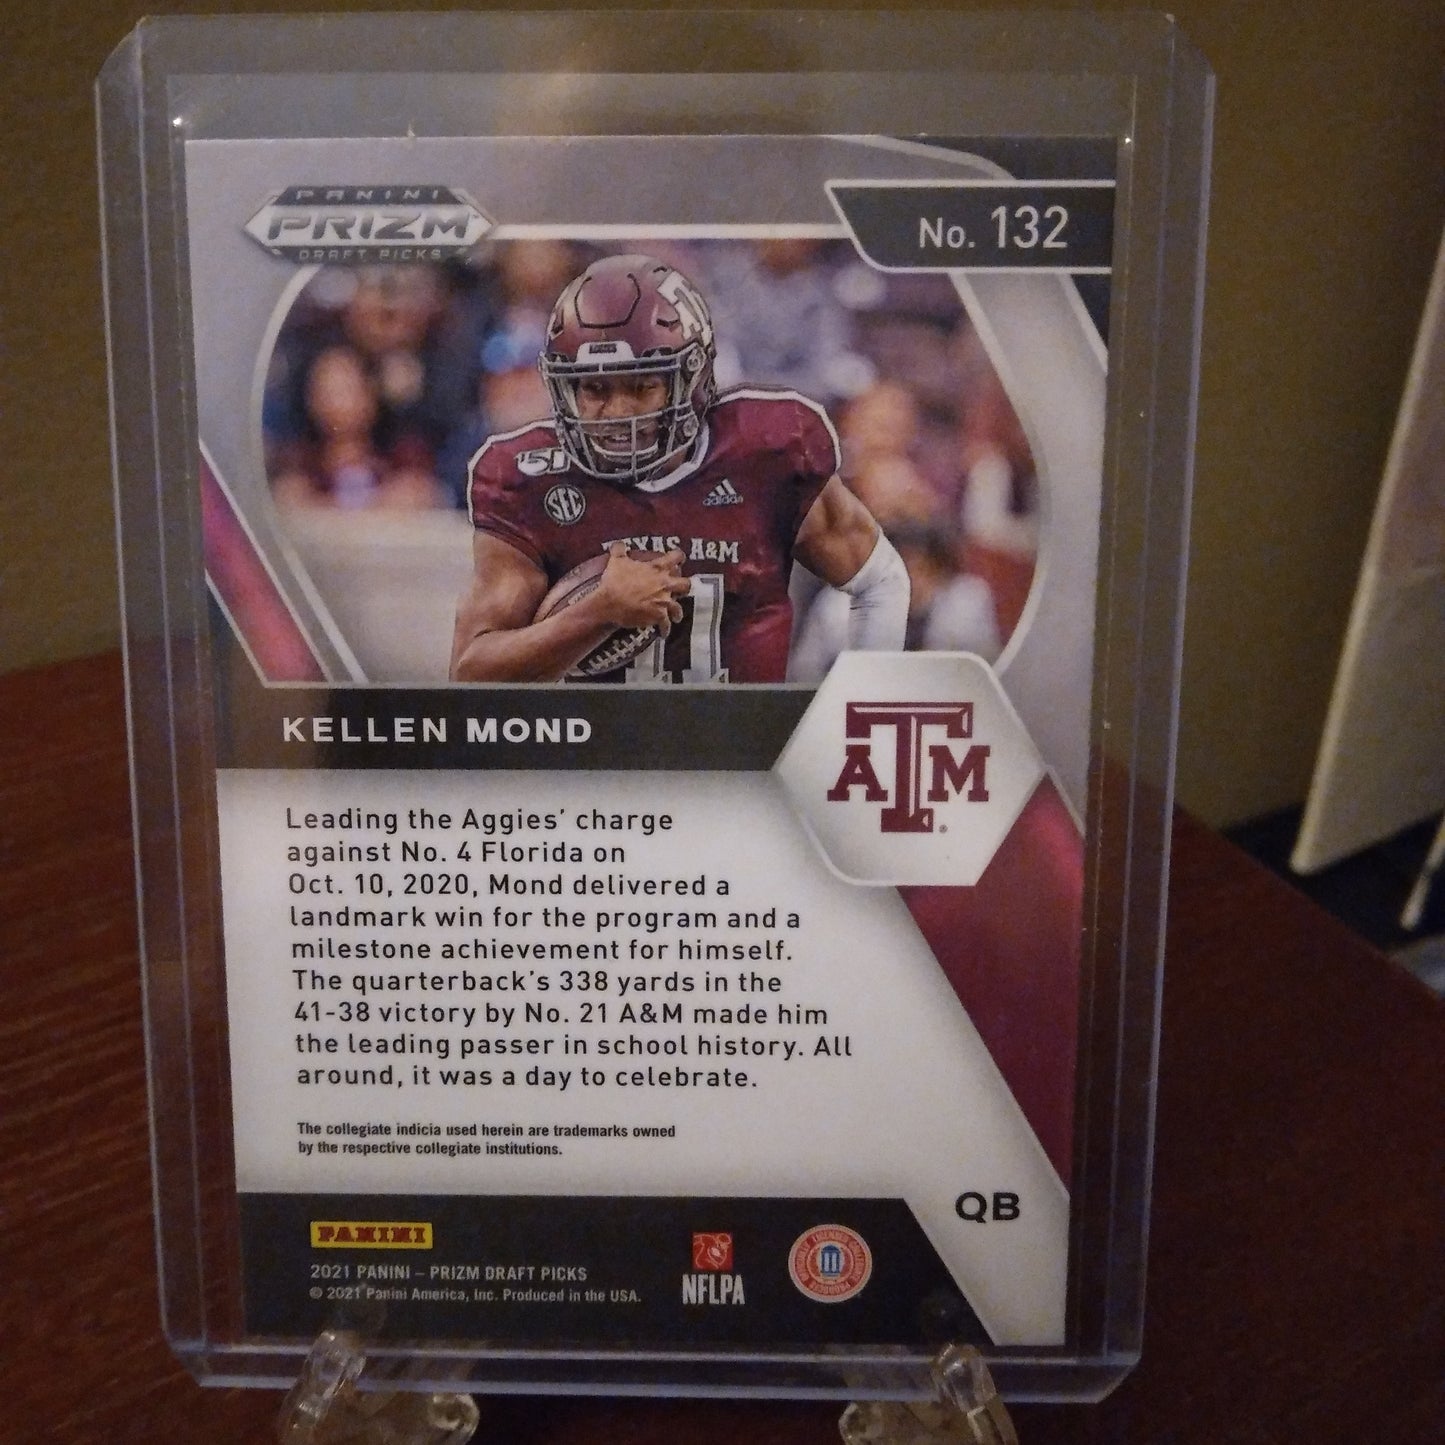 PANINI
PRIZM
DRAFT PICKS
No. 132
150
SEC
adidas
TEXAS A&M
11
KELLEN MOND
ATM
Leading the Aggies’ charge
against No. 4 Florida on
Oct. 10, 2020, Mond delivered a
landmark win for the program and a
milestone achievement for himself.
The quarterback’s 338 yards in the
41-38 victory by No. 21 A&M made him
the leading passer in school history. All
around, it was a day to celebrate.
The collegiate indicia used herein are trademarks owned
by the respective collegiate institutions.
QB
PANINI
2021 PANINI – PRIZM DRAFT PICKS
© 2021 Panini America, Inc. Produced in the USA.
NFLPA